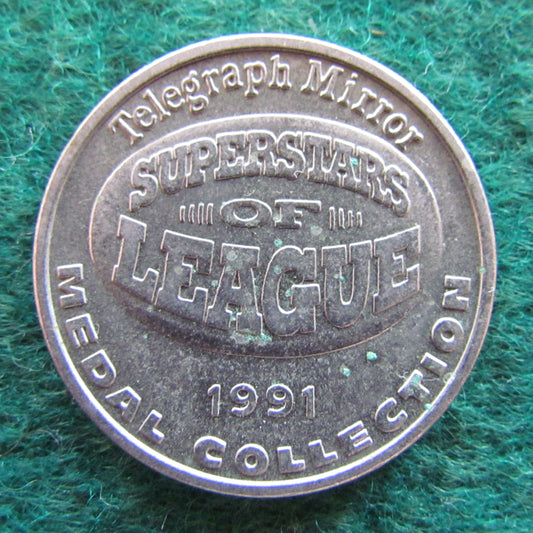 Telegraph Mirror
SUPERSTARS
OF
LEAGUE
1991
MEDAL COLLECTION